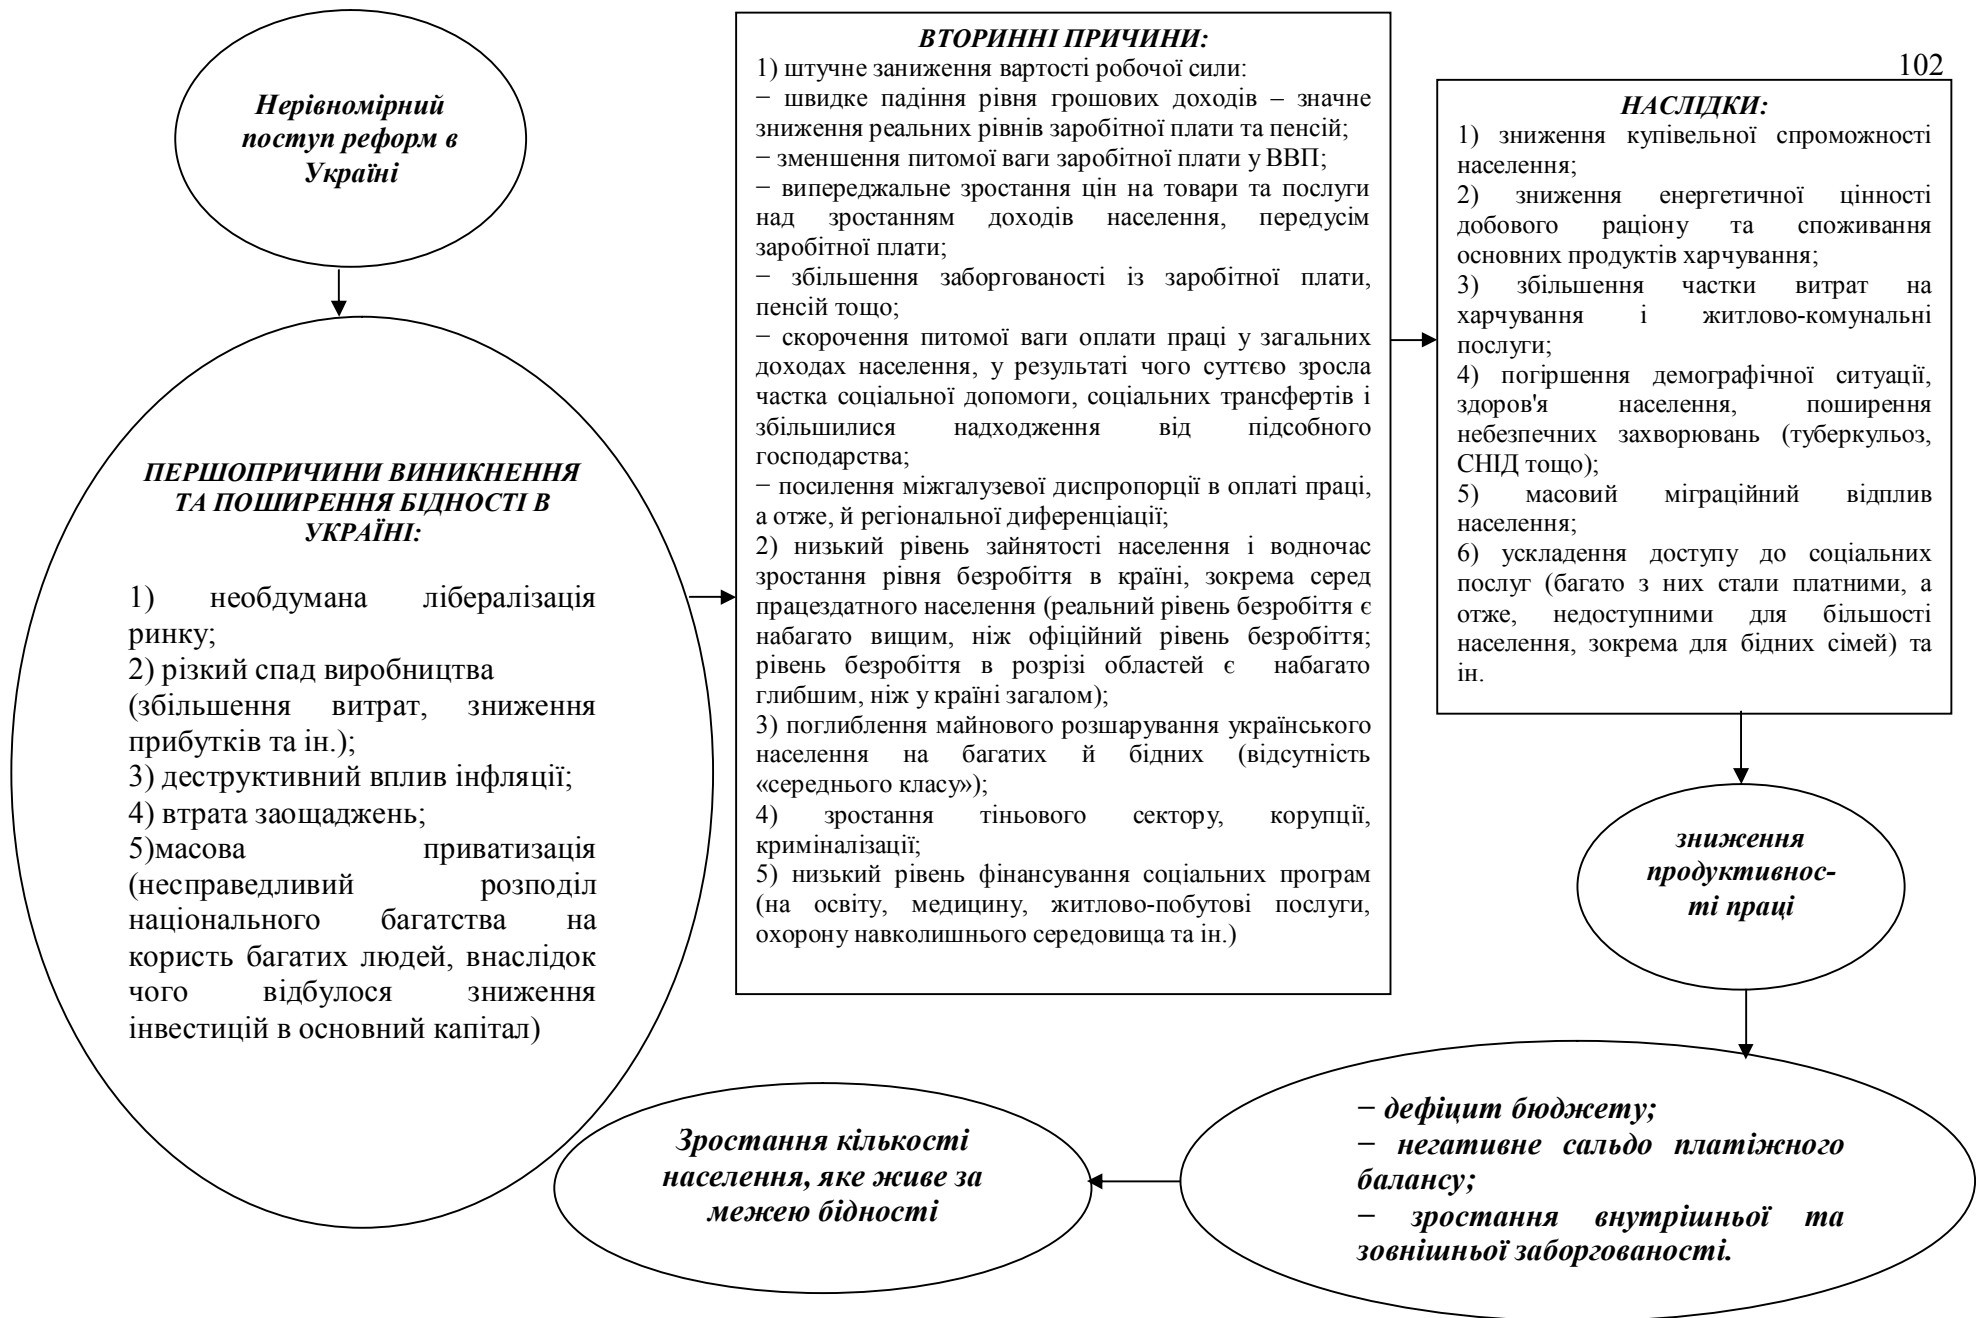 102
Нерівномірний
поступ реформ в
Україні
ПЕРШОПРИЧИНИ ВИНИКНЕННЯ
ТА ПОШИРЕННЯ БІДНОСТІ В
УКРАЇНІ:
1) необдумана лібералізація
ринку;
2) різкий спад виробництва
(збільшення витрат, зниження
прибутків та ін.);
3) деструктивний вплив інфляції;
4) втрата заощаджень;
5)масова приватизація
(несправедливий розподіл
національного багатства на
користь багатих людей, внаслідок
чого відбулося зниження
інвестицій в основний капітал)
ВТОРИННІ ПРИЧИНИ:
1) штучне заниження вартості робочої сили:
− швидке падіння рівня грошових доходів – значне
зниження реальних рівнів заробітної плати та пенсій;
− зменшення питомої ваги заробітної плати у ВВП;
− випереджальне зростання цін на товари та послуги
над зростанням доходів населення, передусім
заробітної плати;
− збільшення заборгованості із заробітної плати,
пенсій тощо;
− скорочення питомої ваги оплати праці у загальних
доходах населення, у результаті чого суттєво зросла
частка соціальної допомоги, соціальних трансфертів і
збільшилися надходження від підсобного
господарства;
− посилення міжгалузевої диспропорції в оплаті праці,
а отже, й регіональної диференціації;
2) низький рівень зайнятості населення і водночас
зростання рівня безробіття в країні, зокрема серед
працездатного населення (реальний рівень безробіття є
набагато вищим, ніж офіційний рівень безробіття;
рівень безробіття в розрізі областей є набагато
глибшим, ніж у країні загалом);
3) поглиблення майнового розшарування українського
населення на багатих й бідних (відсутність
«середнього класу»);
4) зростання тіньового сектору, корупції,
криміналізації;
5) низький рівень фінансування соціальних програм
(на освіту, медицину, житлово-побутові послуги,
охорону навколишнього середовища та ін.)
НАСЛІДКИ:
1) зниження купівельної спроможності
населення;
2) зниження енергетичної цінності
добового раціону та споживання
основних продуктів харчування;
3) збільшення частки витрат на
харчування і житлово-комунальні
послуги;
4) погіршення демографічної ситуації,
здоров'я населення, поширення
небезпечних захворювань (туберкульоз,
СНІД тощо);
5) масовий міграційний відплив
населення;
6) ускладення доступу до соціальних
послуг (багато з них стали платними, а
отже, недоступними для більшості
населення, зокрема для бідних сімей) та
ін.
зниження
продуктивнос-
ті праці
− дефіцит бюджету;
− негативне сальдо платіжного
балансу;
− зростання внутрішньої та
зовнішньої заборгованості.
Зростання кількості
населення, яке живе за
межею бідності